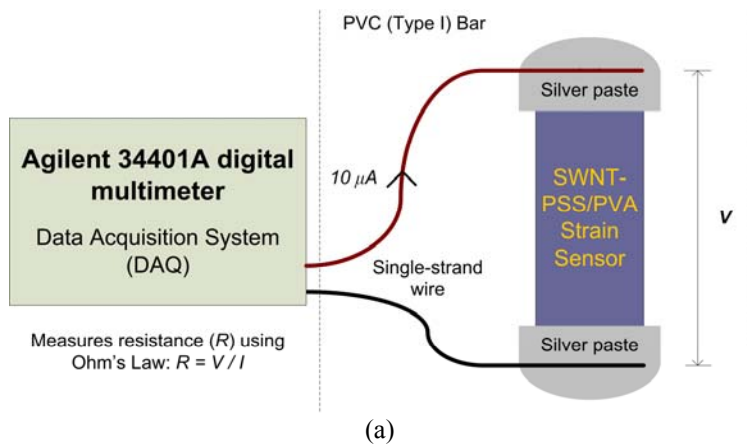 PVC (Type I) Bar
Agilent 34401A digital
multimeter
Data Acquisition System
(DAQ)
Measures resistance (R) using
Ohm's Law: R = V / I
10 μA
Single-strand
wire
Silver paste
SWNT-
PSS/PVA
Strain
Sensor
Silver paste
V
(a)